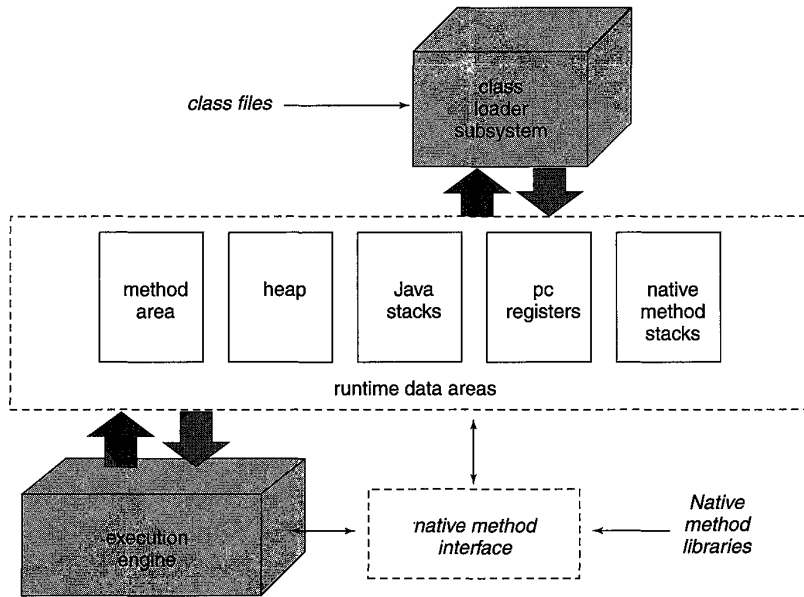 class files
class
loader
subsystem
method
area
heap
Java
stacks
pc
registers
native
method
stacks
runtime data areas
execution
engine
native method
interface
Native
method
libraries